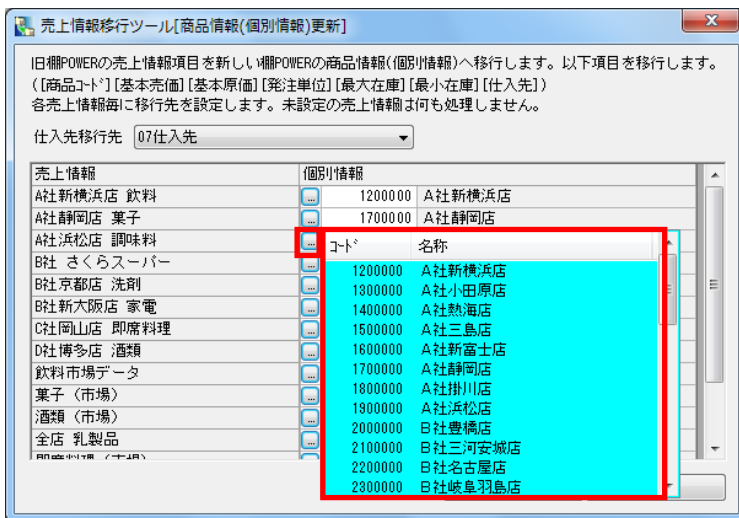 売上情報移行ツール[商品情報(個別情報)更新]
旧棚POWERの売上情報項目を新しい棚POWERの商品情報(個別情報)へ移行します。以下項目を移行します。
([商品ｺｰﾄﾞ][基本売価][基本原価][発注単位][最大在庫][最小在庫][仕入先])
各売上情報毎に移行先を設定します。未設定の売上情報は何も処理しません。
仕入先移行先 07仕入先
売上情報 個別情報
A社新横浜店 飲料 ... 1200000 A社新横浜店
A社静岡店 菓子 ... 1700000 A社静岡店
A社浜松店 調味料 ...
B社 さくらスーパー ...
B社京都店 洗剤 ...
B社新大阪店 家電 ...
C社岡山店 即席料理 ...
D社博多店 酒類 ...
飲料市場データ ...
菓子（市場） ...
酒類（市場） ...
全店 乳製品 ...
ｺｰﾄﾞ 名称
1200000 A社新横浜店
1300000 A社小田原店
1400000 A社熱海店
1500000 A社三島店
1600000 A社新富士店
1700000 A社静岡店
1800000 A社掛川店
1900000 A社浜松店
2000000 B社豊橋店
2100000 B社三河安城店
2200000 B社名古屋店
2300000 B社岐阜羽島店